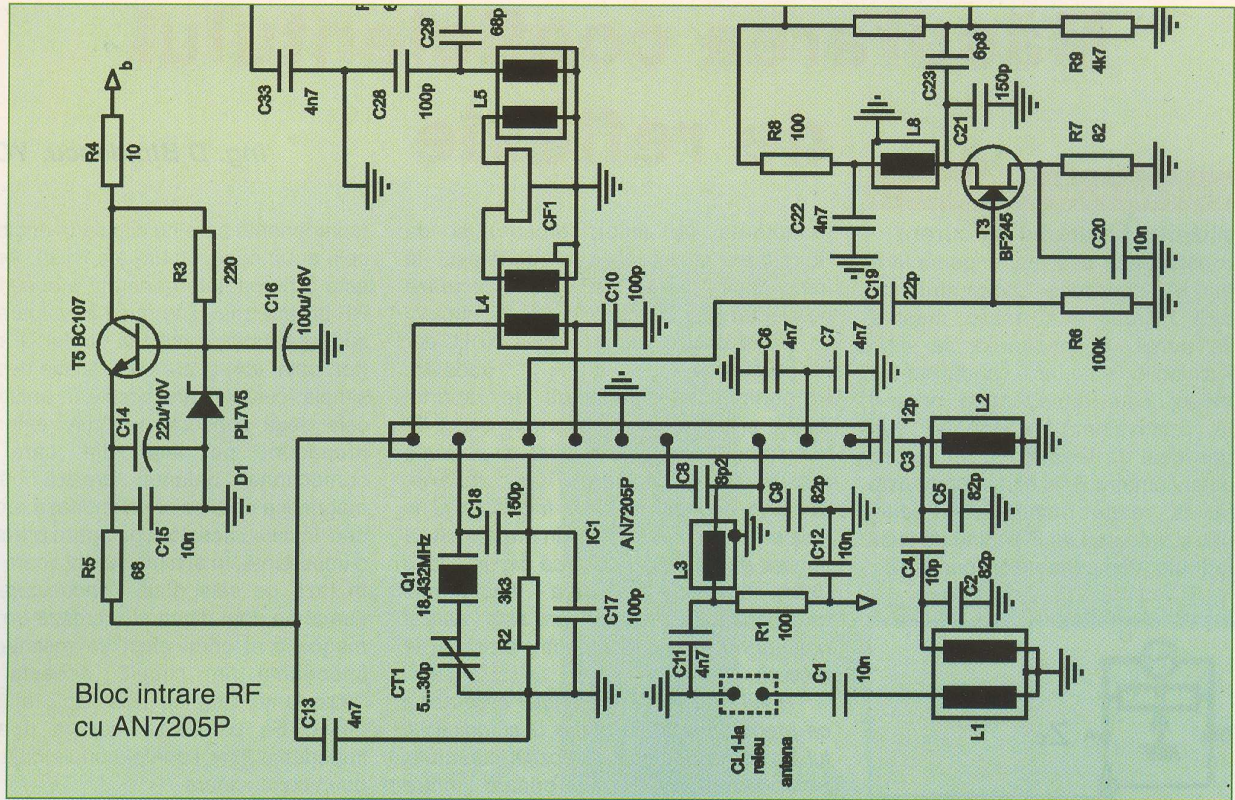 b
R4
10
C33
4n7
C28
100p
C29
68p
L5
R3
220
T5 BC107
C16
100u/16V
C14
22u/10V
PL7V5
D1
C15
10n
R5
68
CF1
L4
C10
100p
R8
100
C22
4n7
L8
C23
6p8
C21
150p
R9
4k7
R7
82
T3
BF245
C20
10n
C19
22p
R6
100k
C6
4n7
C7
4n7
C18
150p
Q1
18,432MHz
R2
3k3
C17
100p
CT1
5...30p
C13
4n7
IC1
AN7205P
C8
8p2
C9
82p
C12
10n
L3
R1
100
C11
4n7
CL1-la
releu
antena
C1
10n
C3
12p
L2
C5
82p
C4
10p
C2
82p
L1
Bloc intrare RF
cu AN7205P